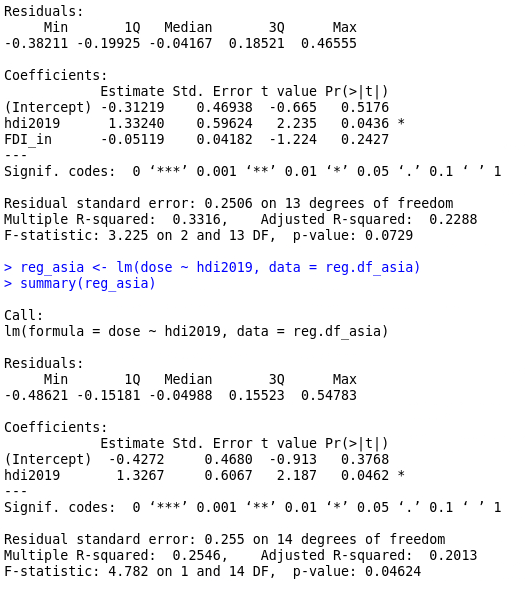 Residuals:
     Min       1Q   Median       3Q      Max
-0.38211 -0.19925 -0.04167  0.18521  0.46555

Coefficients:
            Estimate Std. Error t value Pr(>|t|)
(Intercept) -0.31219    0.46938  -0.665   0.5176
hdi2019      1.33240    0.59624   2.235   0.0436 *
FDI_in      -0.05119    0.04182  -1.224   0.2427
---
Signif. codes:  0 ‘***’ 0.001 ‘**’ 0.01 ‘*’ 0.05 ‘.’ 0.1 ‘ ’ 1

Residual standard error: 0.2506 on 13 degrees of freedom
Multiple R-squared:  0.3316,    Adjusted R-squared:  0.2288
F-statistic: 3.225 on 2 and 13 DF,  p-value: 0.0729

> reg_asia <- lm(dose ~ hdi2019, data = reg.df_asia)
> summary(reg_asia)

Call:
lm(formula = dose ~ hdi2019, data = reg.df_asia)

Residuals:
     Min       1Q   Median       3Q      Max
-0.48621 -0.15181 -0.04988  0.15523  0.54783

Coefficients:
            Estimate Std. Error t value Pr(>|t|)
(Intercept)  -0.4272     0.4680  -0.913   0.3768
hdi2019       1.3267     0.6067   2.187   0.0462 *
---
Signif. codes:  0 ‘***’ 0.001 ‘**’ 0.01 ‘*’ 0.05 ‘.’ 0.1 ‘ ’ 1

Residual standard error: 0.255 on 14 degrees of freedom
Multiple R-squared:  0.2546,    Adjusted R-squared:  0.2013
F-statistic: 4.782 on 1 and 14 DF,  p-value: 0.04624